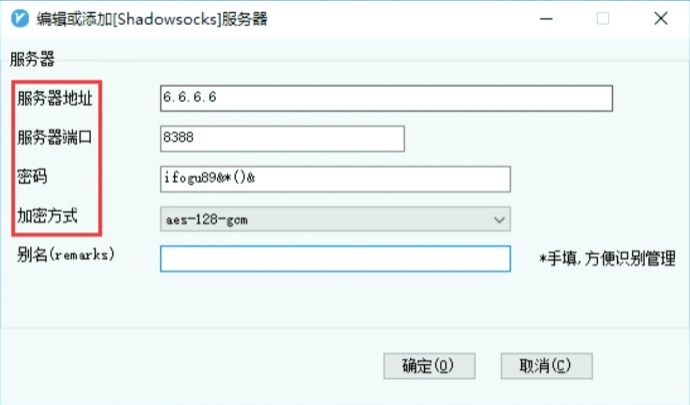 编辑或添加[Shadowsocks]服务器
服务器
服务器地址 6.6.6.6
服务器端口 8388
密码 ifogu89&*()&
加密方式 aes-128-gcm
别名(remarks) *手填,方便识别管理
确定(O) 取消(C)